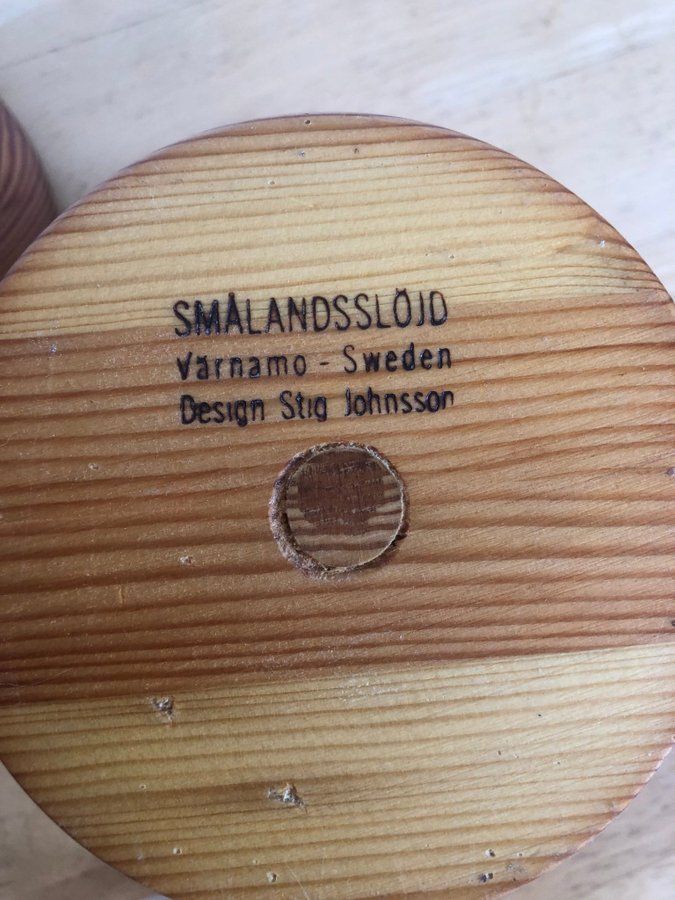 SMÅLANDSSLÖJD
Värnamo - Sweden
Design Stig Johnsson